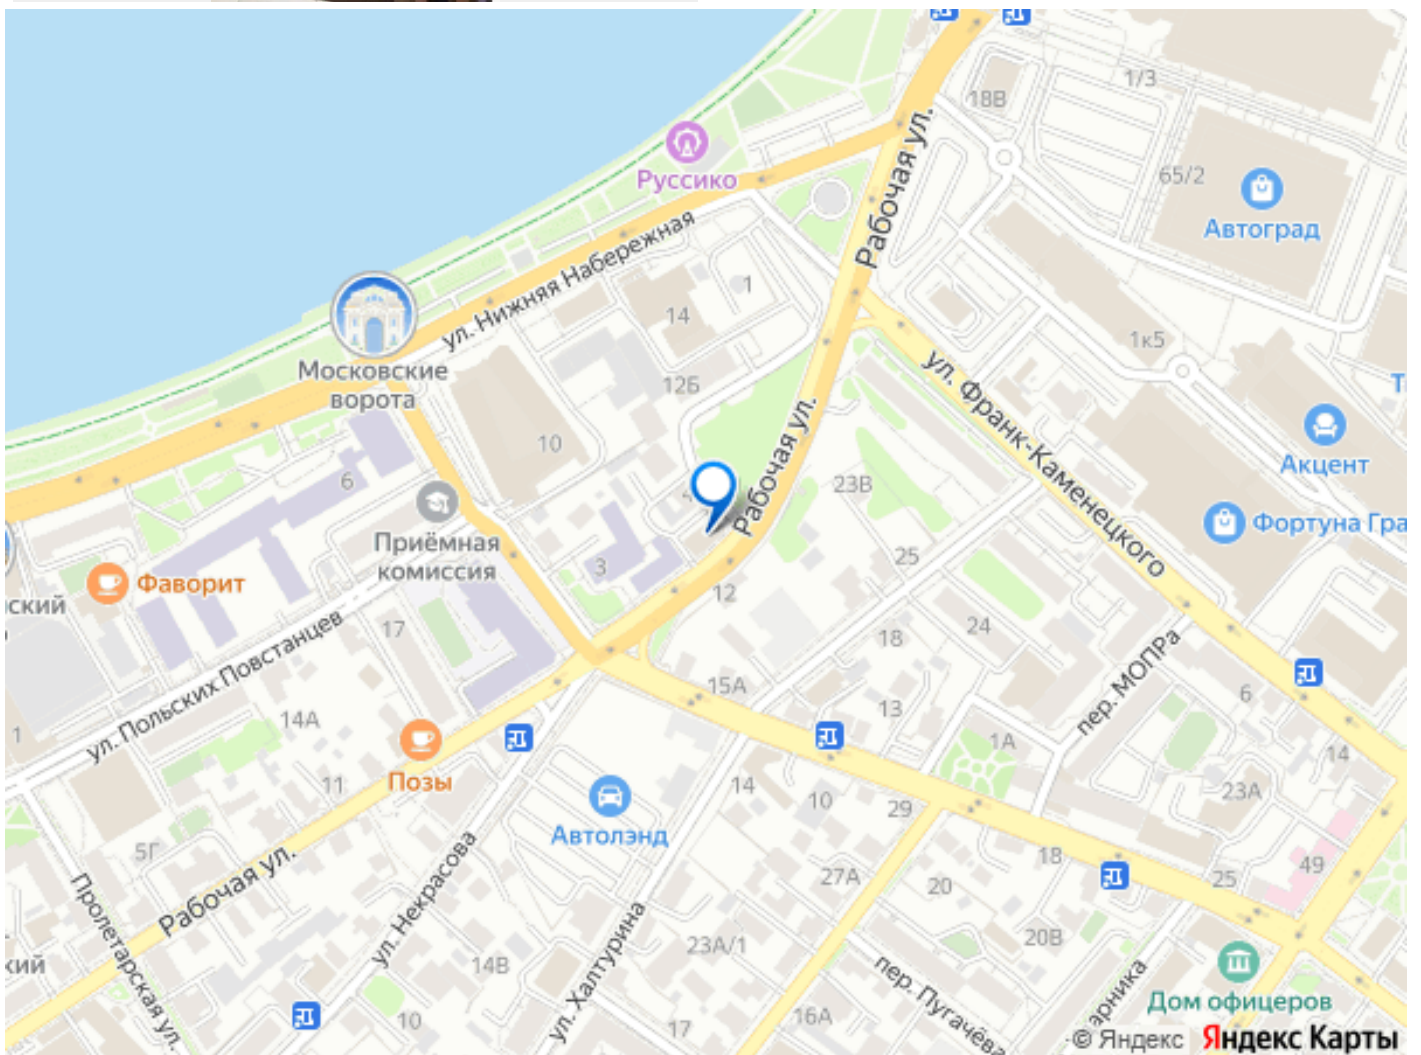 1/3
18В
Рабочая ул.
65/2
Руссико
Автоград
ул. Нижняя Набережная
1
14
1к5
Московские
ворота
12Б
ул. Франк-Каменецкого
Рабочая ул.
Акцент
10
6
23В
Фортуна Гра
Приёмная
комиссия
25
3
Фаворит
ский
12
17
18
24
ул. Польских Повстанцев
пер. МОПРа
15А
6
13
14А
1
1А
14
Позы
11
14
10
29
23А
Автолэнд
5Г
18
49
25
27А
20
Рабочая ул.
ул. Некрасова
Пролетарская ул.
ул. Халтурина
23А/1
20В
кий
14В
пер. Пугачёва
арника
Дом офицеров
10
17
16А
© Яндекс Яндекс Карты